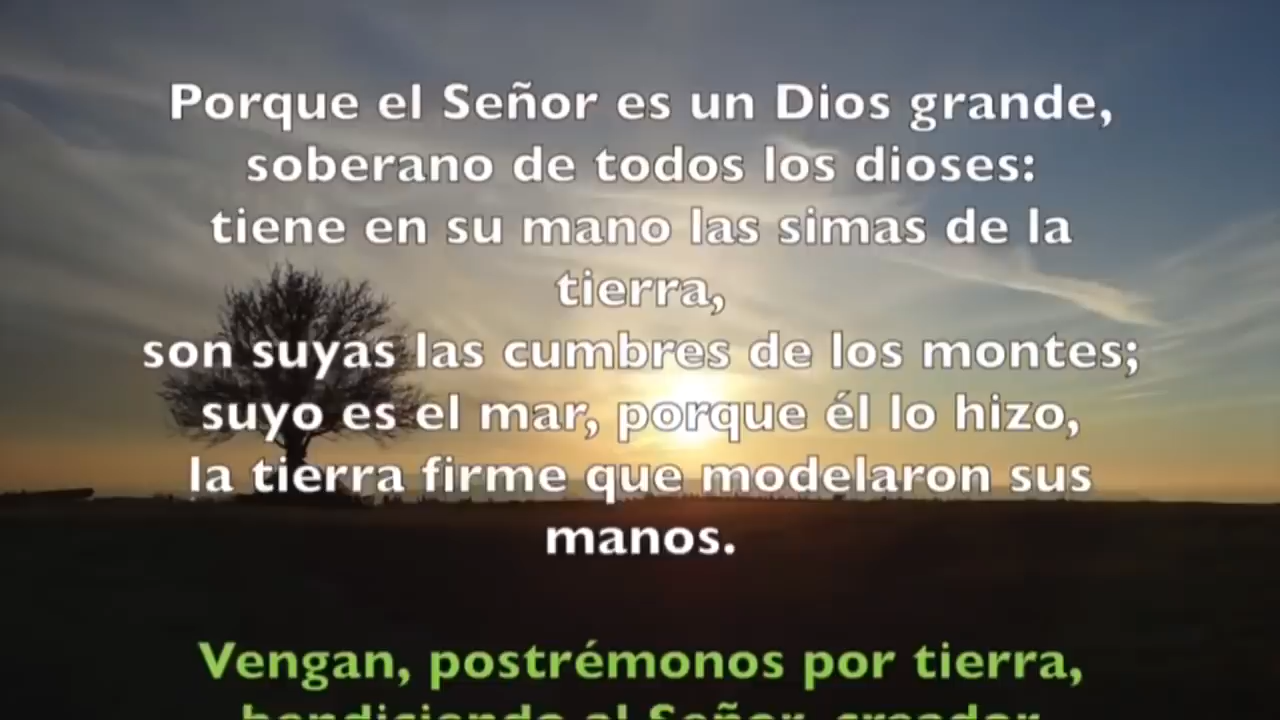 Porque el Señor es un Dios grande,
soberano de todos los dioses:
tiene en su mano las simas de la
tierra,
son suyas las cumbres de los montes;
suyo es el mar, porque él lo hizo,
la tierra firme que modelaron sus
manos.
Vengan, postrémonos por tierra,
bendiciendo al Señor, creador